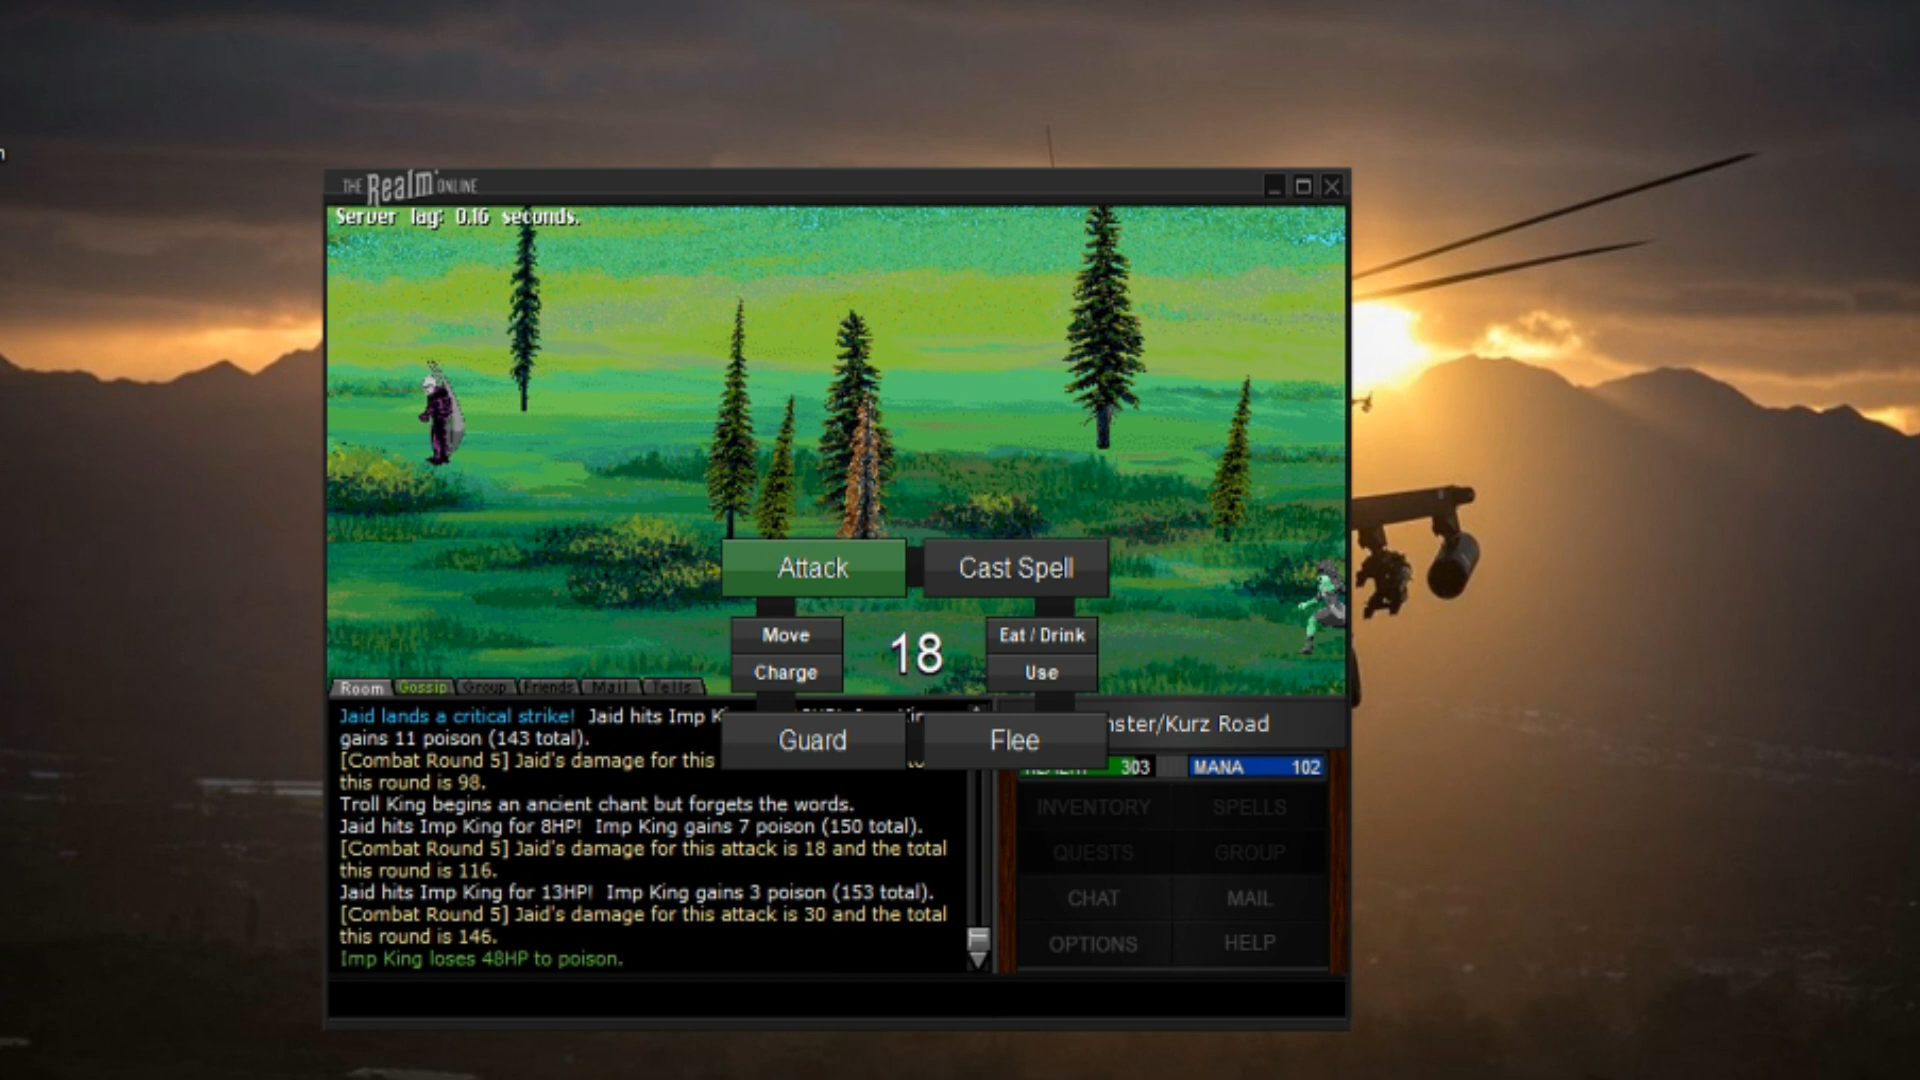 THE Realm ONLINE
Server lag: 0.16 seconds.
Attack
Cast Spell
Move
Eat / Drink
18
Charge
Use
Guard
Flee
Room Gossip Group Friends Mail Tells
Jaid lands a critical strike! Jaid hits Imp
gains 11 poison (143 total).
[Combat Round 5] Jaid's damage for this
this round is 98.
Troll King begins an ancient chant but forgets the words.
Jaid hits Imp King for 8HP! Imp King gains 7 poison (150 total).
[Combat Round 5] Jaid's damage for this attack is 18 and the total
this round is 116.
Jaid hits Imp King for 13HP! Imp King gains 3 poison (153 total).
[Combat Round 5] Jaid's damage for this attack is 30 and the total
this round is 146.
Imp King loses 48HP to poison.
nster/Kurz Road
303
MANA 102
INVENTORY SPELLS
QUESTS GROUP
CHAT MAIL
OPTIONS HELP